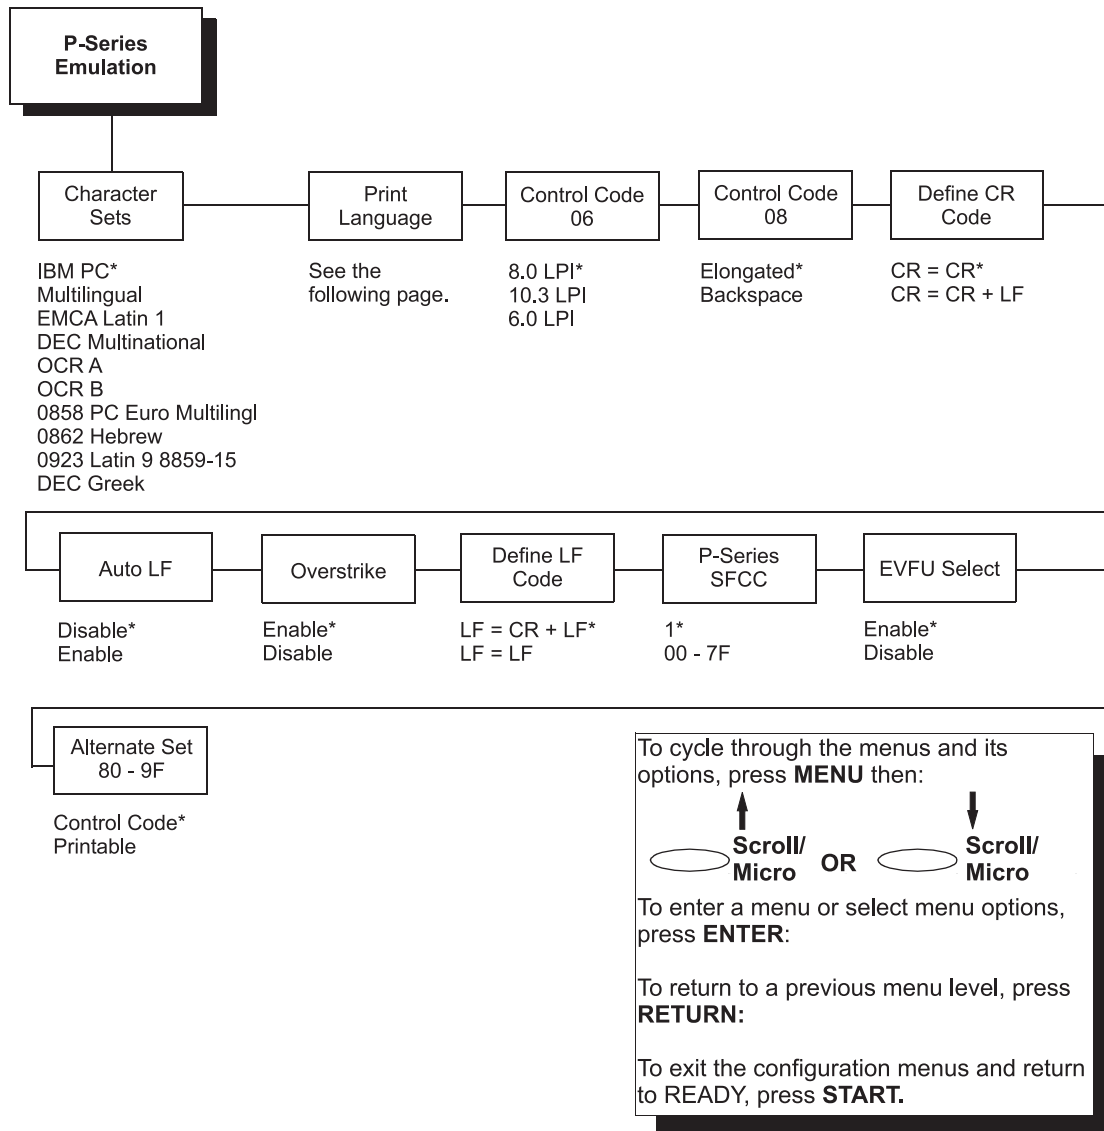 P-Series
Emulation
Character
Sets
Print
Language
Control Code
06
Control Code
08
Define CR
Code
IBM PC*
Multilingual
EMCA Latin 1
DEC Multinational
OCR A
OCR B
0858 PC Euro Multilingl
0862 Hebrew
0923 Latin 9 8859-15
DEC Greek
See the
following page.
8.0 LPI*
10.3 LPI
6.0 LPI
Elongated*
Backspace
CR = CR*
CR = CR + LF
Auto LF
Overstrike
Define LF
Code
P-Series
SFCC
EVFU Select
Disable*
Enable
Enable*
Disable
LF = CR + LF*
LF = LF
1*
00 - 7F
Enable*
Disable
Alternate Set
80 - 9F
Control Code*
Printable
To cycle through the menus and its
options, press MENU then:
Scroll/
Micro
OR
Scroll/
Micro
To enter a menu or select menu options,
press ENTER:
To return to a previous menu level, press
RETURN:
To exit the configuration menus and return
to READY, press START.